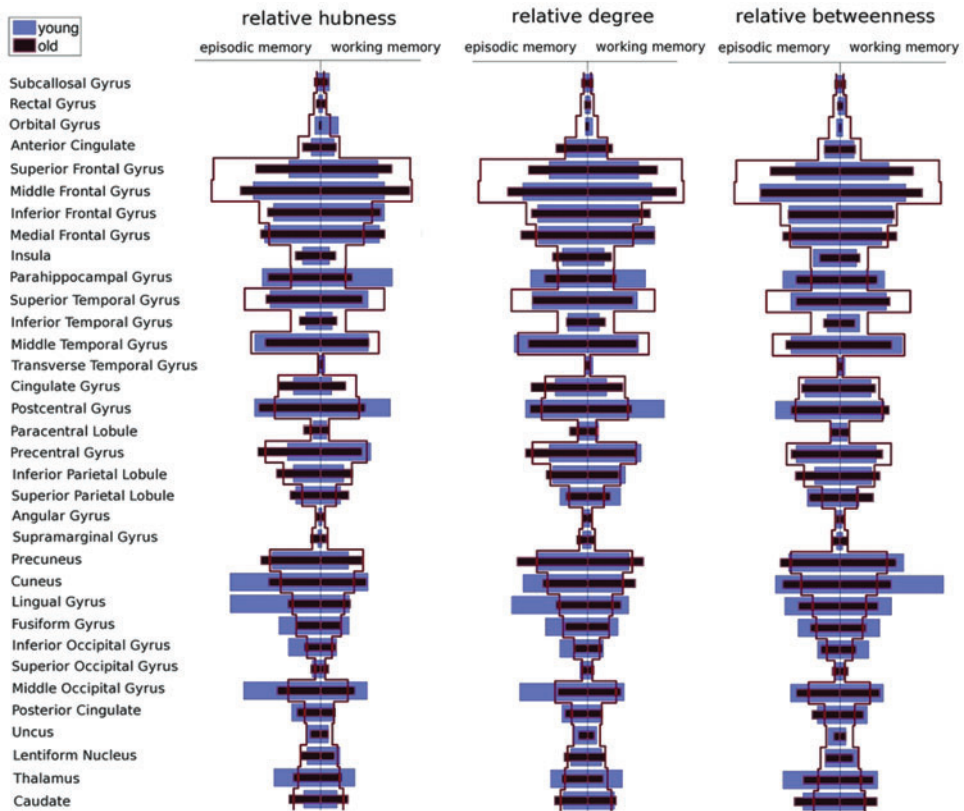 relative hubness
relative degree
relative betweenness
young
old
episodic memory
working memory
episodic memory
working memory
episodic memory
working memory
Subcallosal Gyrus
Rectal Gyrus
Orbital Gyrus
Anterior Cingulate
Superior Frontal Gyrus
Middle Frontal Gyrus
Inferior Frontal Gyrus
Medial Frontal Gyrus
Insula
Parahippocampal Gyrus
Superior Temporal Gyrus
Inferior Temporal Gyrus
Middle Temporal Gyrus
Transverse Temporal Gyrus
Cingulate Gyrus
Postcentral Gyrus
Paracentral Lobule
Precentral Gyrus
Inferior Parietal Lobule
Superior Parietal Lobule
Angular Gyrus
Supramarginal Gyrus
Precuneus
Cuneus
Lingual Gyrus
Fusiform Gyrus
Inferior Occipital Gyrus
Superior Occipital Gyrus
Middle Occipital Gyrus
Posterior Cingulate
Uncus
Lentiform Nucleus
Thalamus
Caudate